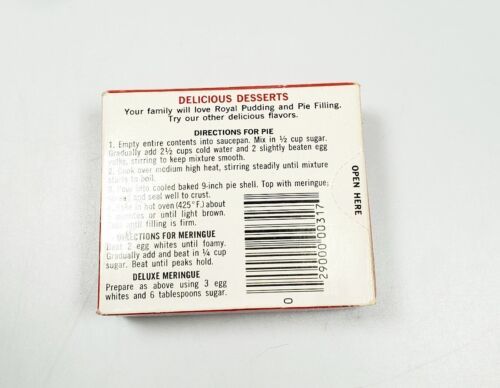 DELICIOUS DESSERTS
Your family will love Royal Pudding and Pie Filling.
Try our other delicious flavors.
DIRECTIONS FOR PIE
1. Empty entire contents into saucepan. Mix in ½ cup sugar.
Gradually add 2½ cups cold water and 2 slightly beaten egg
yolks, stirring to keep mixture smooth.
2. Cook over medium high heat, stirring steadily until mixture
starts to boil.
3. Pour into cooled baked 9-inch pie shell. Top with meringue;
and seal well to crust.
in hot oven (425°F.) about
minutes or until light brown.
until filling is firm.
DIRECTIONS FOR MERINGUE
Beat 2 egg whites until foamy.
Gradually add and beat in ¼ cup
sugar. Beat until peaks hold.
DELUXE MERINGUE
Prepare as above using 3 egg
whites and 6 tablespoons sugar.
OPEN HERE
0
29000 00317